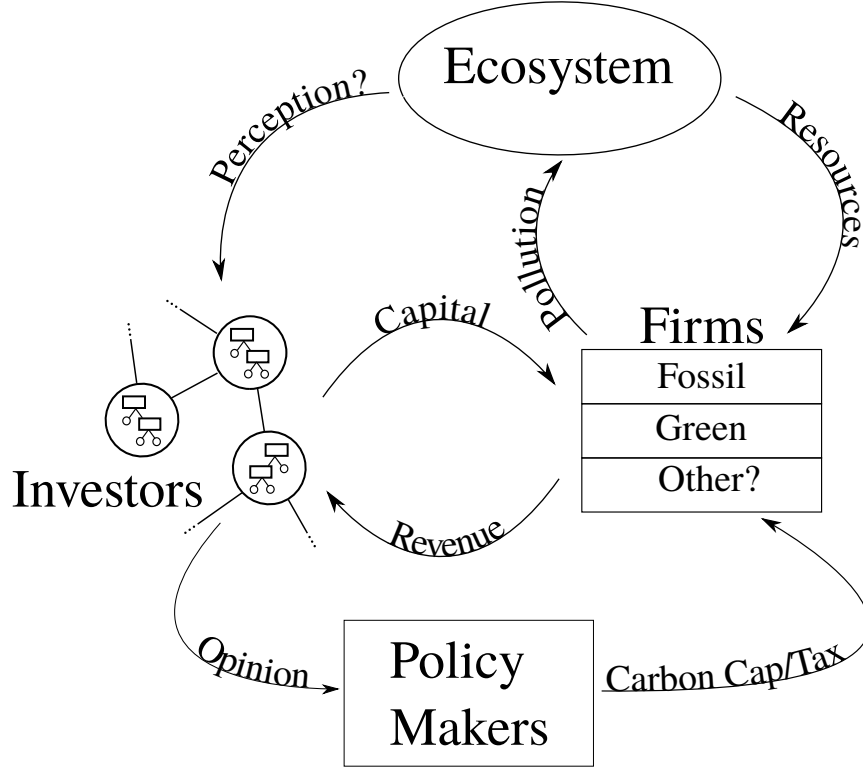 Ecosystem
Perception?
Resources
Pollution
Capital
Firms
Fossil
Green
Other?
Investors
Revenue
Opinion
Policy
Makers
Carbon Cap/Tax